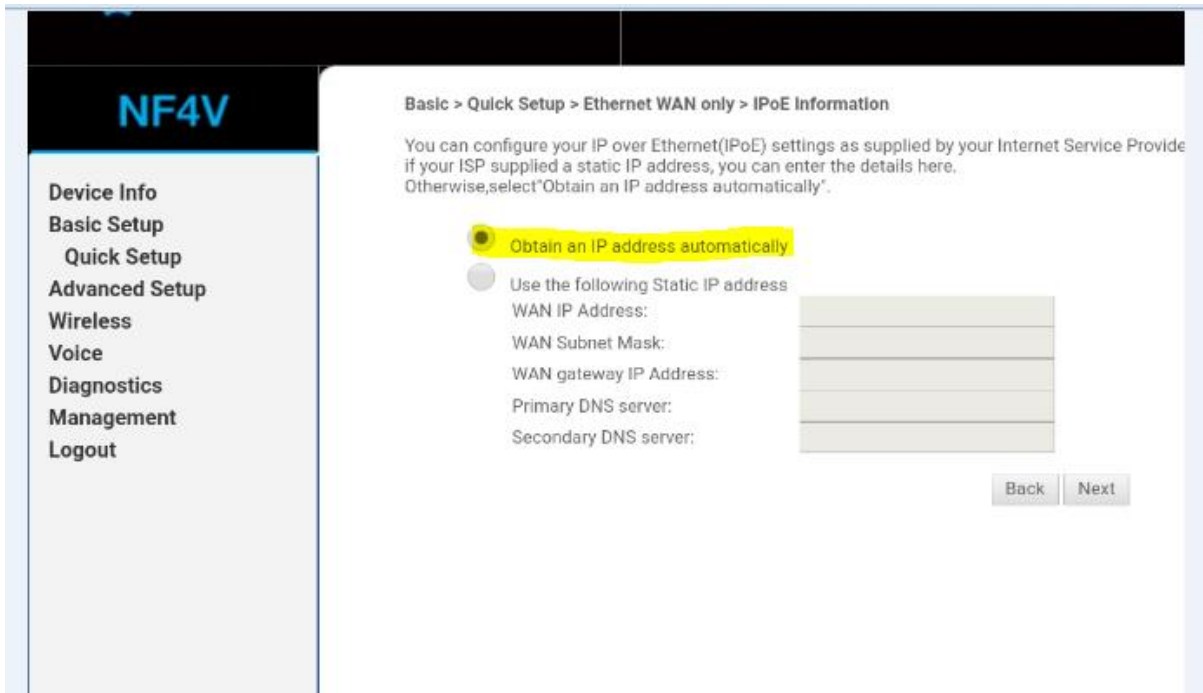 NF4V
Device Info
Basic Setup
Quick Setup
Advanced Setup
Wireless
Voice
Diagnostics
Management
Logout
Basic > Quick Setup > Ethernet WAN only > IPoE Information
You can configure your IP over Ethernet(IPoE) settings as supplied by your Internet Service Provide
if your ISP supplied a static IP address, you can enter the details here.
Otherwise,select"Obtain an IP address automatically".
Obtain an IP address automatically
Use the following Static IP address
WAN IP Address:
WAN Subnet Mask:
WAN gateway IP Address:
Primary DNS server:
Secondary DNS server:
Back Next